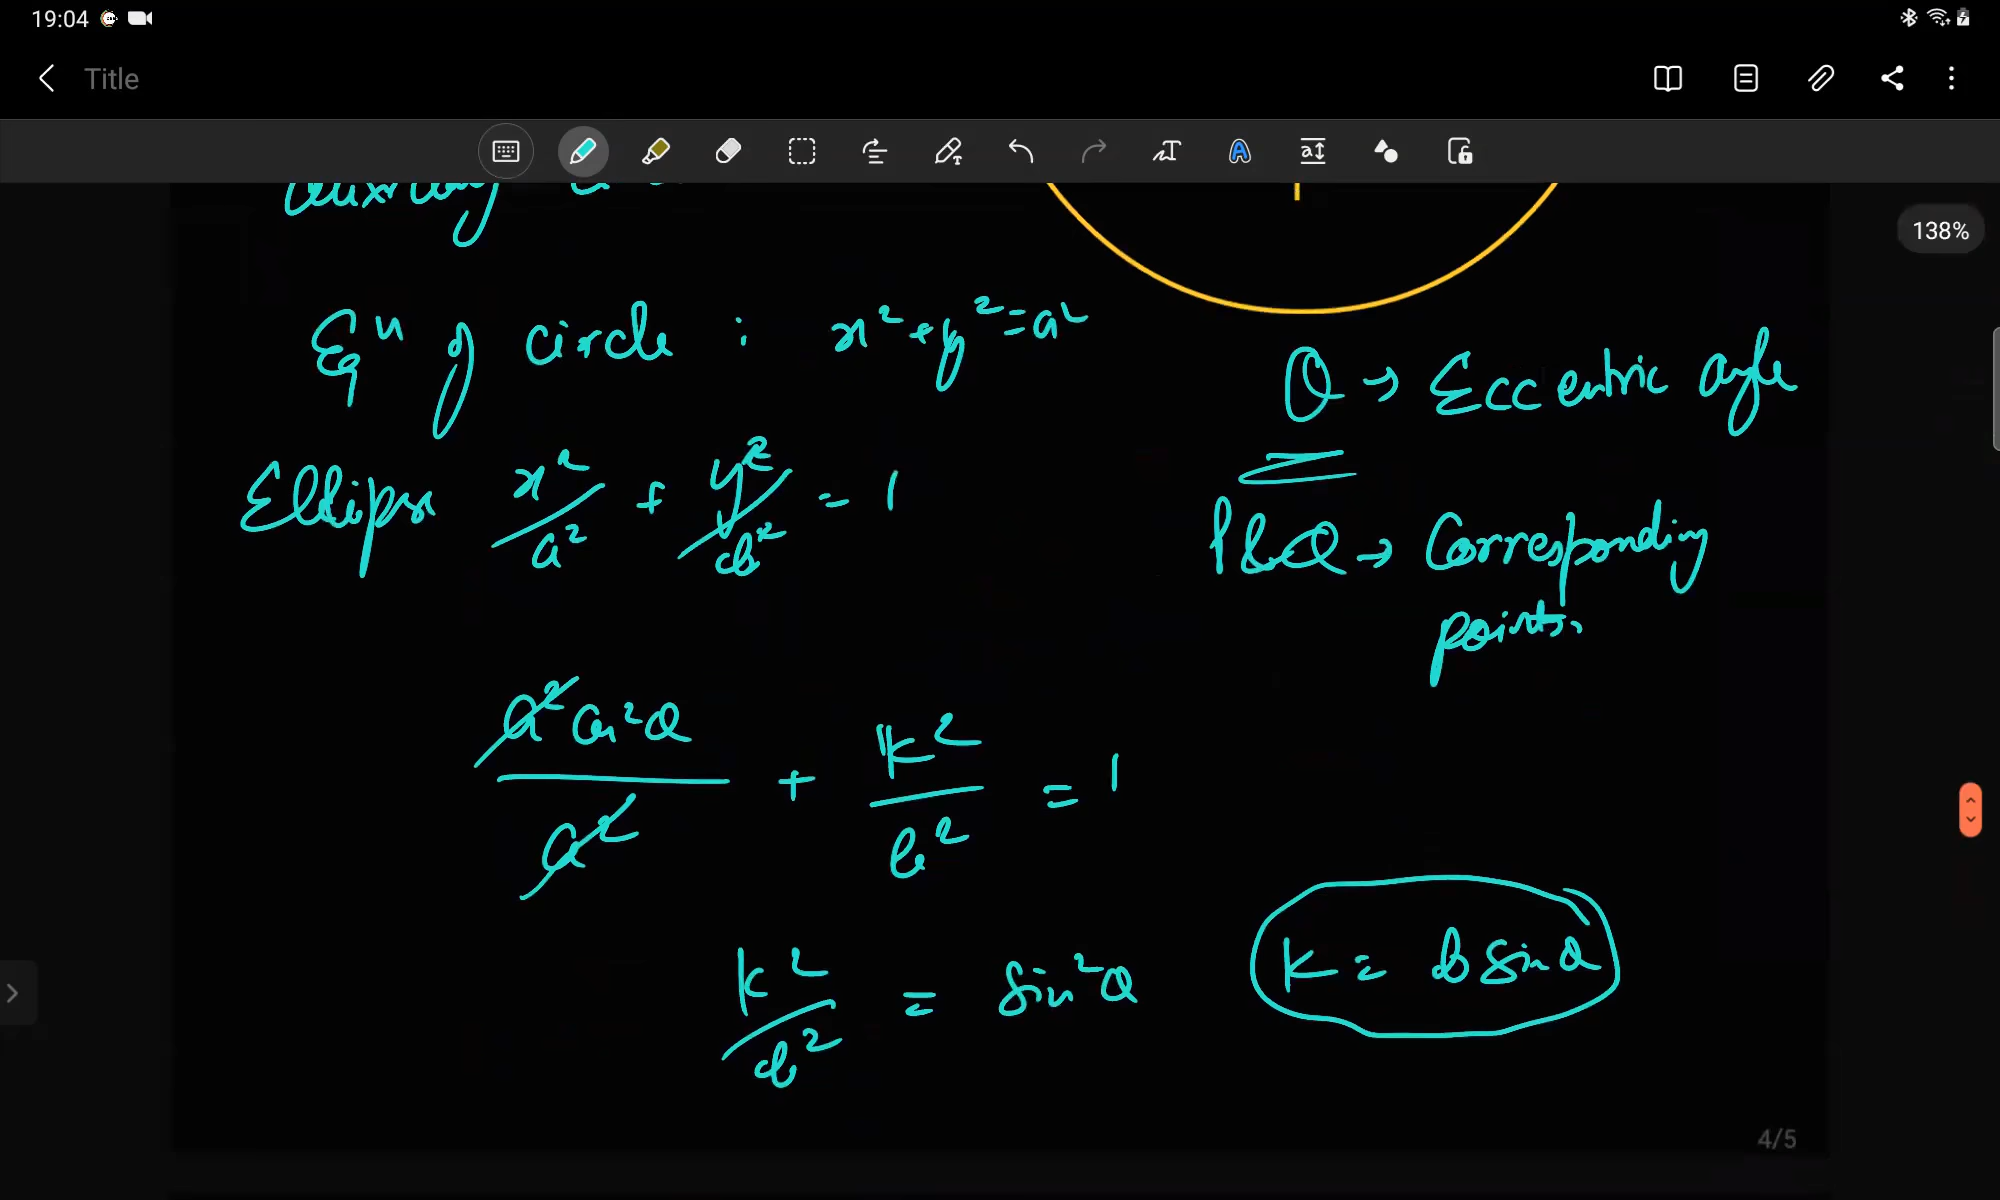 19:04
Title
138%
Auxiliary
Eqn of circle : x²+y²=a²
θ → Eccentric angle
Ellipse x²/a² + y²/b² = 1
P&Q → Corresponding
points.
a²cos²θ/a² + k²/b² = 1
k²/b² = sin²θ
k = b sinθ
4/5